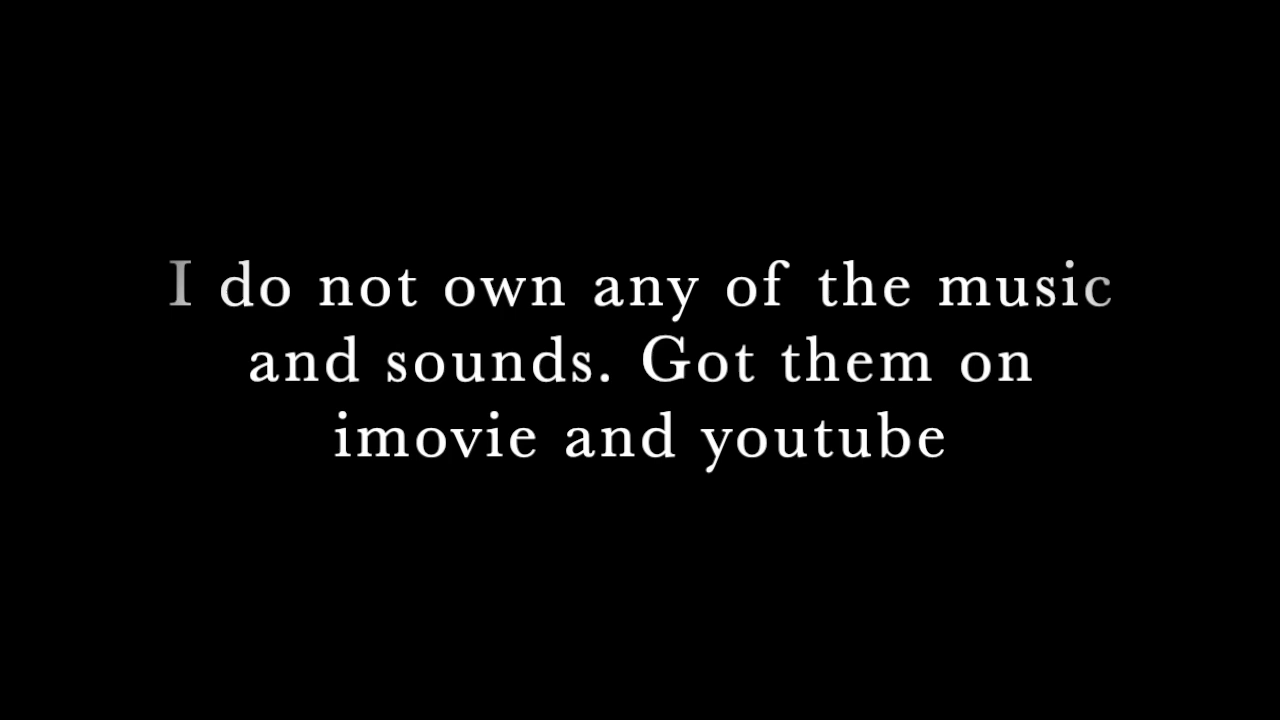 I do not own any of the music
and sounds. Got them on
imovie and youtube